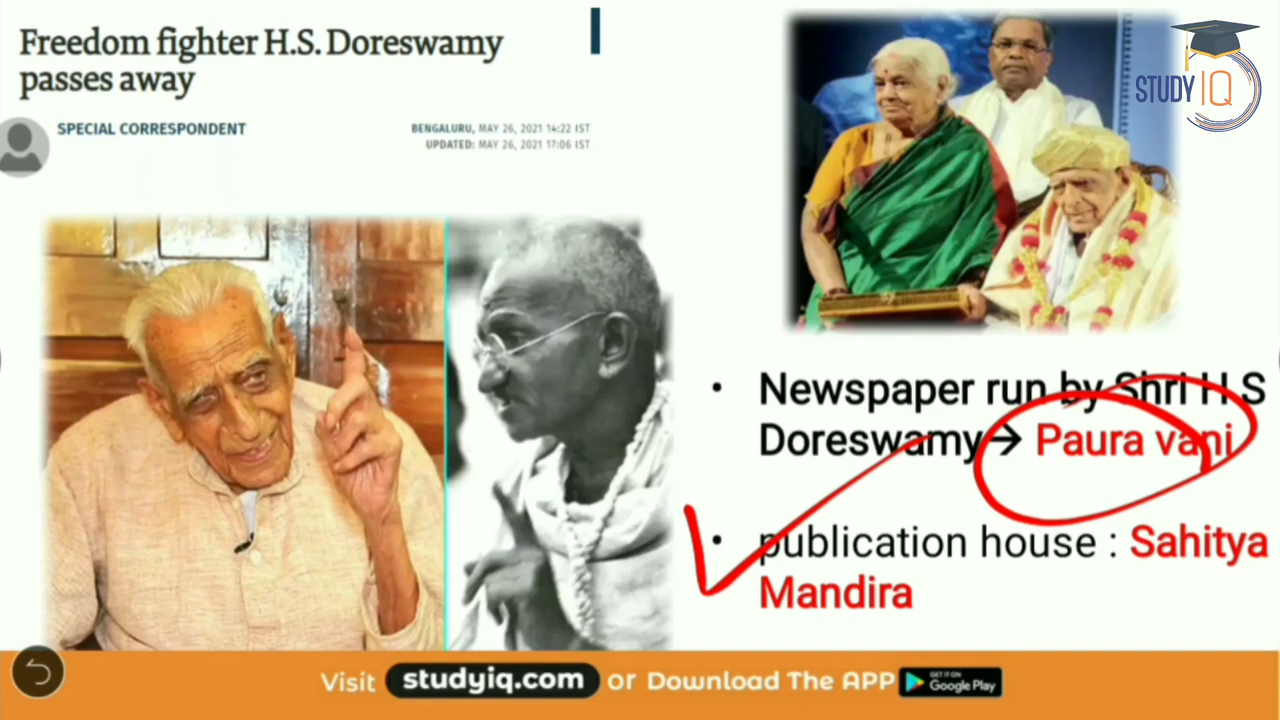 Freedom fighter H.S. Doreswamy
passes away
SPECIAL CORRESPONDENT
BENGALURU, MAY 26, 2021 14:22 IST
UPDATED: MAY 26, 2021 17:06 IST
STUDY IQ
• Newspaper run by Shri H.S
Doreswamy→ Paura vani
• publication house : Sahitya
Mandira
Visit studyiq.com or Download The APP GET IT ON Google Play